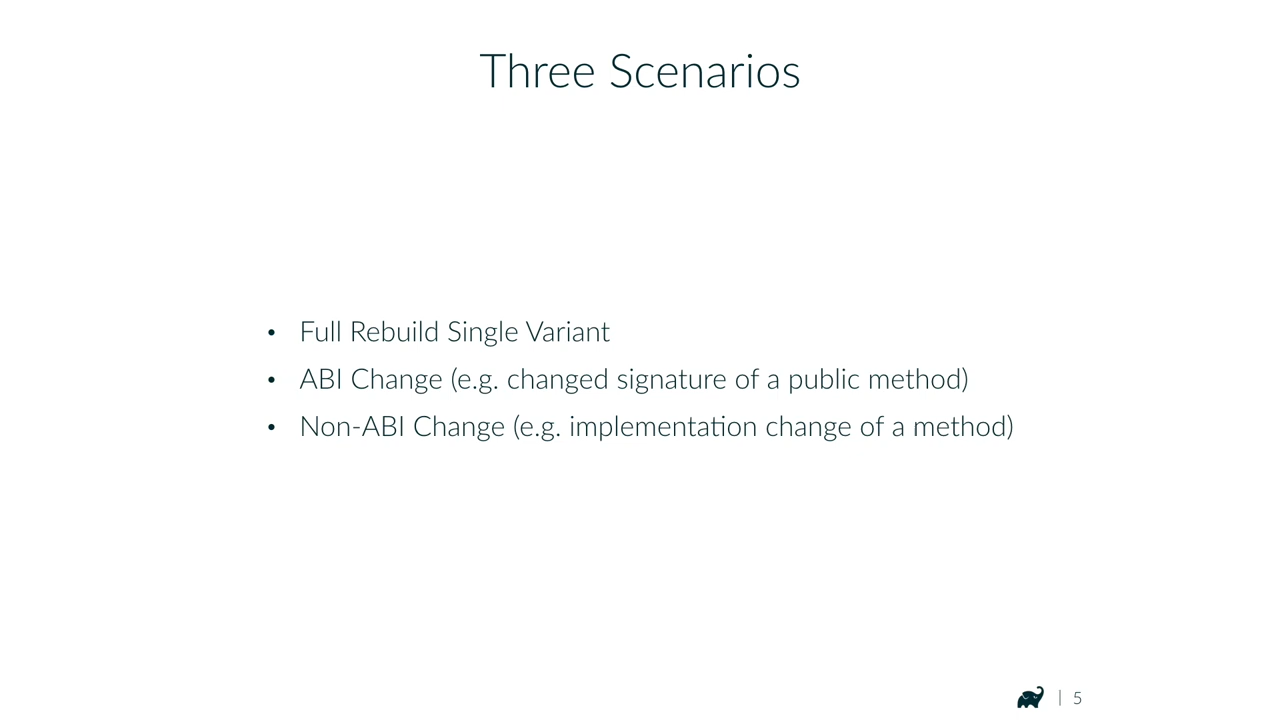 Three Scenarios
• Full Rebuild Single Variant
• ABI Change (e.g. changed signature of a public method)
• Non-ABI Change (e.g. implementation change of a method)
| 5